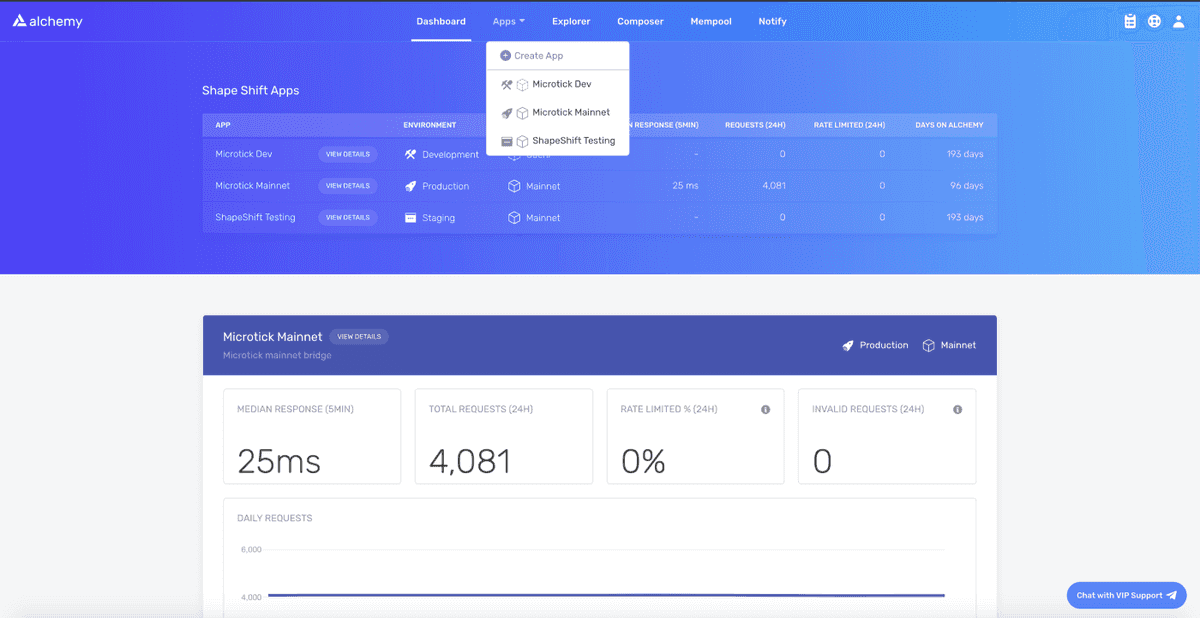 alchemy Dashboard Apps Explorer Composer Mempool Notify
Create App
Microtick Dev
Microtick Mainnet
ShapeShift Testing
Shape Shift Apps
APP ENVIRONMENT RESPONSE (5MIN) REQUESTS (24H) RATE LIMITED (24H) DAYS ON ALCHEMY
Microtick Dev VIEW DETAILS Development - 0 0 193 days
Microtick Mainnet VIEW DETAILS Production Mainnet 25 ms 4,081 0 96 days
ShapeShift Testing VIEW DETAILS Staging Mainnet - 0 0 193 days
Microtick Mainnet VIEW DETAILS Production Mainnet
Microtick mainnet bridge
MEDIAN RESPONSE (5MIN) TOTAL REQUESTS (24H) RATE LIMITED % (24H) INVALID REQUESTS (24H)
25ms 4,081 0% 0
DAILY REQUESTS
6,000
4,000
Chat with VIP Support